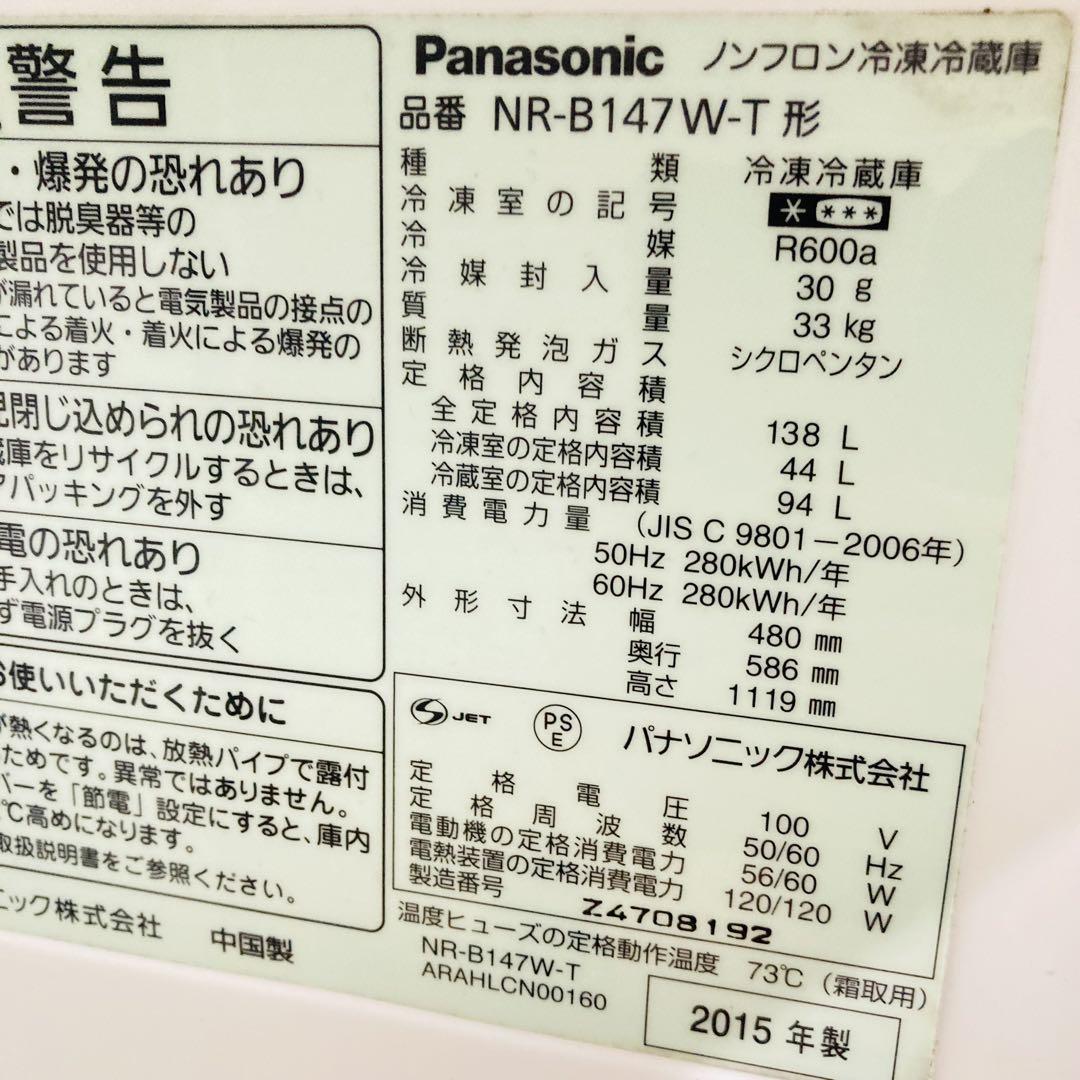 警告
・爆発の恐れあり
では脱臭器等の
製品を使用しない
が漏れていると電気製品の接点の
による着火・着火による爆発の
があります
閉じ込められの恐れあり
蔵庫をリサイクルするときは、
アパッキングを外す
電の恐れあり
手入れのときは、
ず電源プラグを抜く
お使いいただくために
が熱くなるのは、放熱パイプで露付
ためです。異常ではありません。
バーを「節電」設定にすると、庫内
℃高めになります。
取扱説明書をご参照ください。
ニック株式会社 中国製
Panasonic ノンフロン冷凍冷蔵庫
品番 NR-B147W-T 形
種類 冷凍冷蔵庫
冷凍室の記号 * ***
冷媒 R600a
冷媒封入量 30 g
質量 33 kg
断熱発泡ガス シクロペンタン
定格内容積
全定格内容積 138 L
冷凍室の定格内容積 44 L
冷蔵室の定格内容積 94 L
消費電力量 (JIS C 9801-2006年)
50Hz 280kWh/年
60Hz 280kWh/年
外形寸法 幅 480 mm
奥行 586 mm
高さ 1119 mm
JET PSE パナソニック株式会社
定格電圧 100 V
定格周波数 50/60 Hz
電動機の定格消費電力 56/60 W
電熱装置の定格消費電力 120/120 W
製造番号 Z4708192
温度ヒューズの定格動作温度 73℃ (霜取用)
NR-B147W-T
ARAHLCN00160
2015 年製